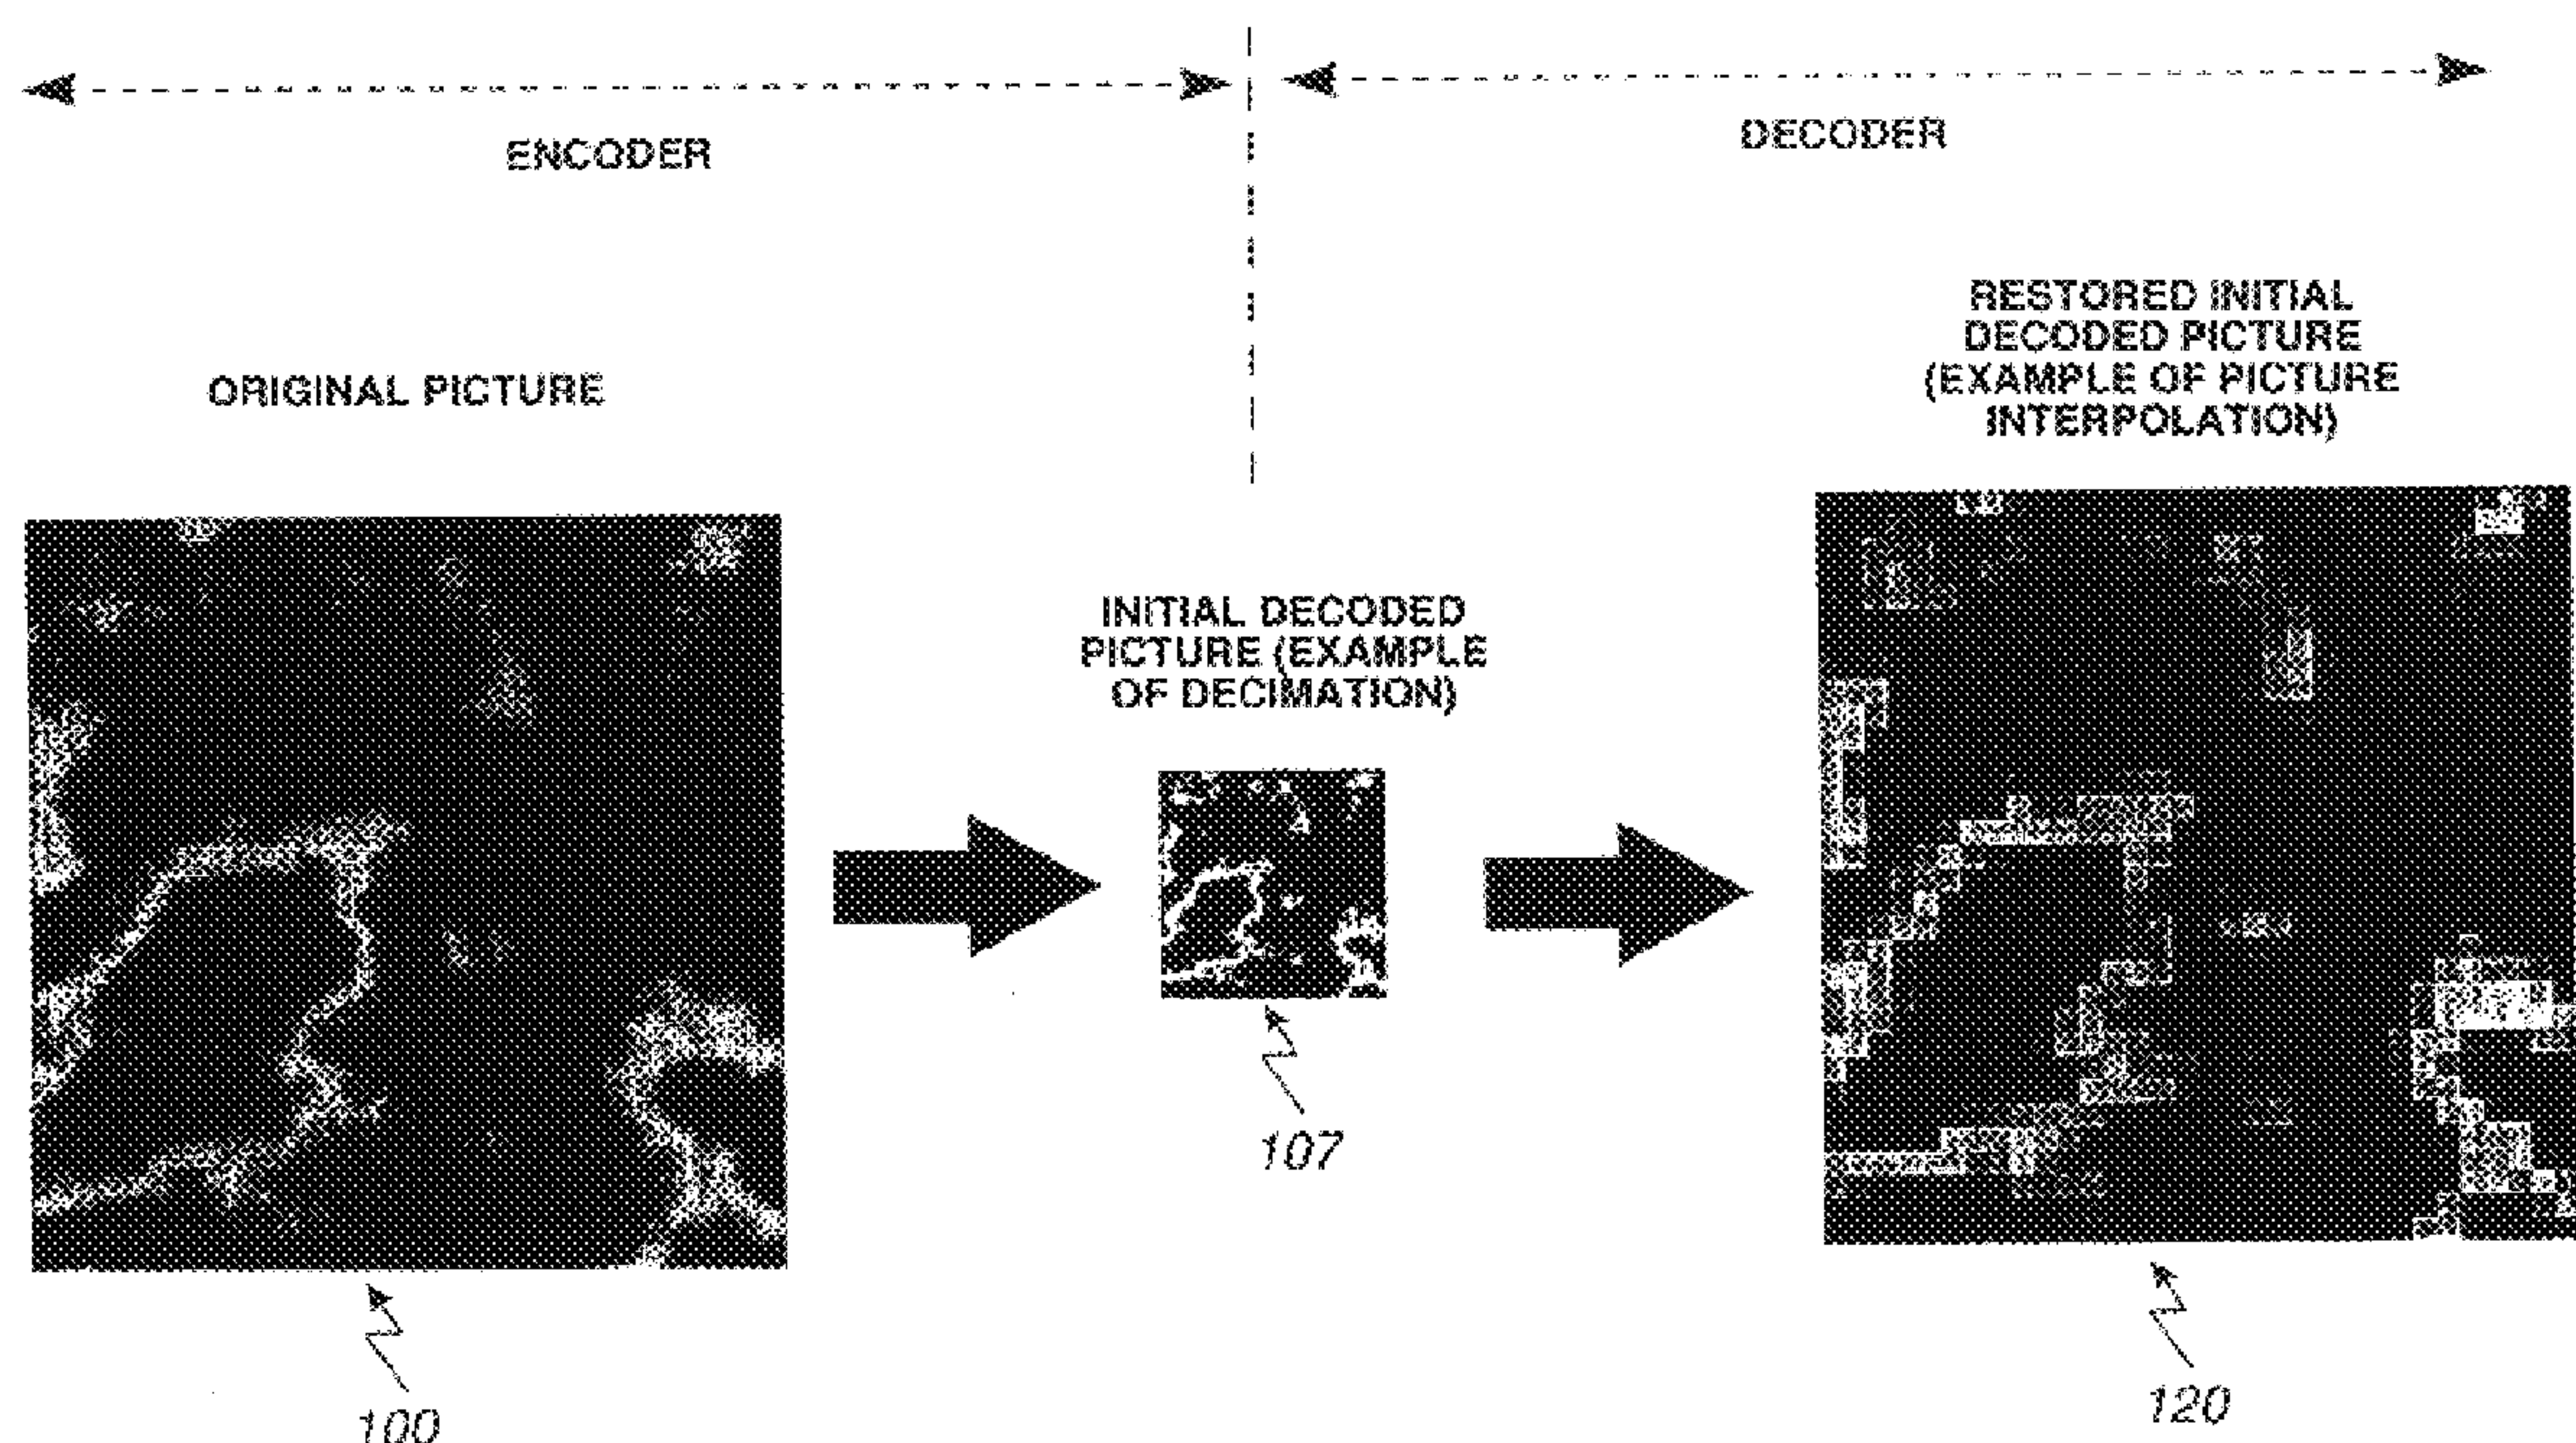 ENCODER
DECODER
ORIGINAL PICTURE
INITIAL DECODED
PICTURE (EXAMPLE
OF DECIMATION)
RESTORED INITIAL
DECODED PICTURE
(EXAMPLE OF PICTURE
INTERPOLATION)
100
107
120